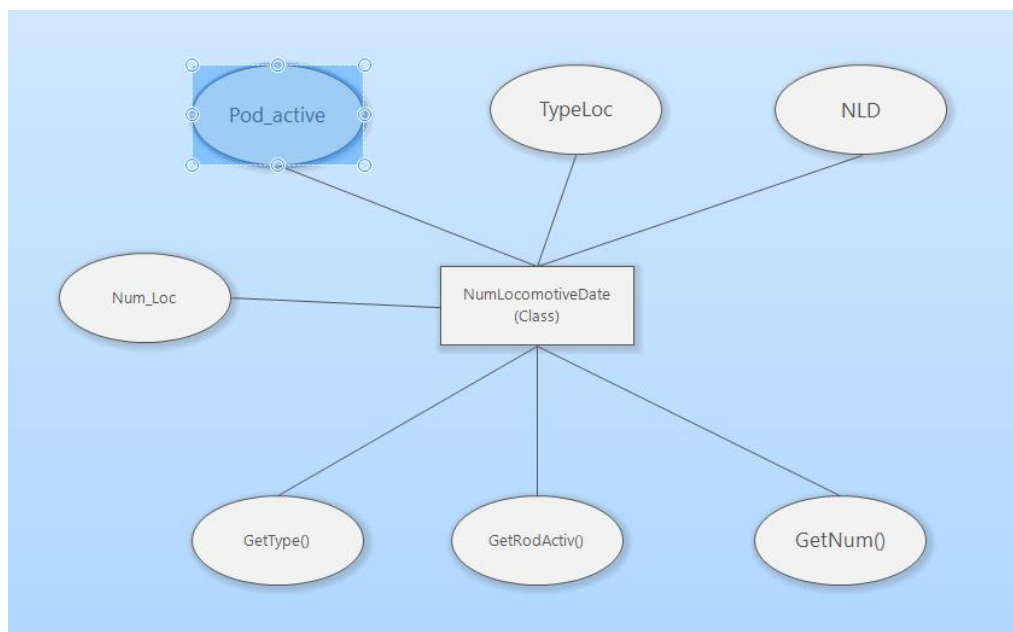 Pod_active
TypeLoc
NLD
Num_Loc
NumLocomotiveDate
(Class)
GetType()
GetRodActiv()
GetNum()